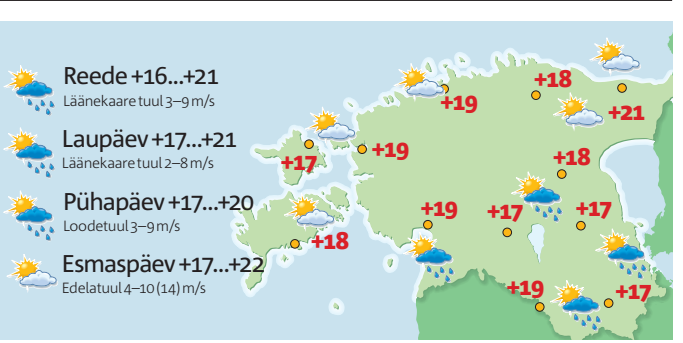 Reede +16...+21
Läänekaare tuul 3–9 m/s
Laupäev +17...+21
Läänekaare tuul 2–8 m/s
Pühapäev +17...+20
Loodetuul 3–9 m/s
Esmaspäev +17...+22
Edelatuul 4–10 (14) m/s
+18
+19
+21
+17
+19
+18
+19
+17
+17
+18
+19
+17